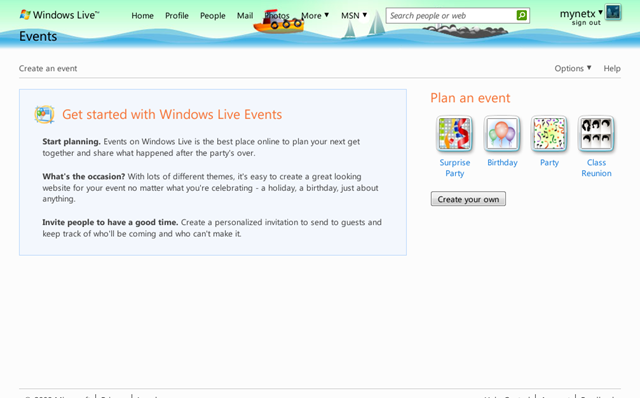 Windows Live™ Home Profile People Mail Photos More ▼ MSN ▼ Search people or web mynetx ▼
sign out
Events
Create an event Options ▼ Help
Get started with Windows Live Events
Start planning. Events on Windows Live is the best place online to plan your next get
together and share what happened after the party's over.
What's the occasion? With lots of different themes, it's easy to create a great looking
website for your event no matter what you're celebrating - a holiday, a birthday, just about
anything.
Invite people to have a good time. Create a personalized invitation to send to guests and
keep track of who'll be coming and who can't make it.
Plan an event
Surprise
Party
Birthday
Party
Class
Reunion
Create your own